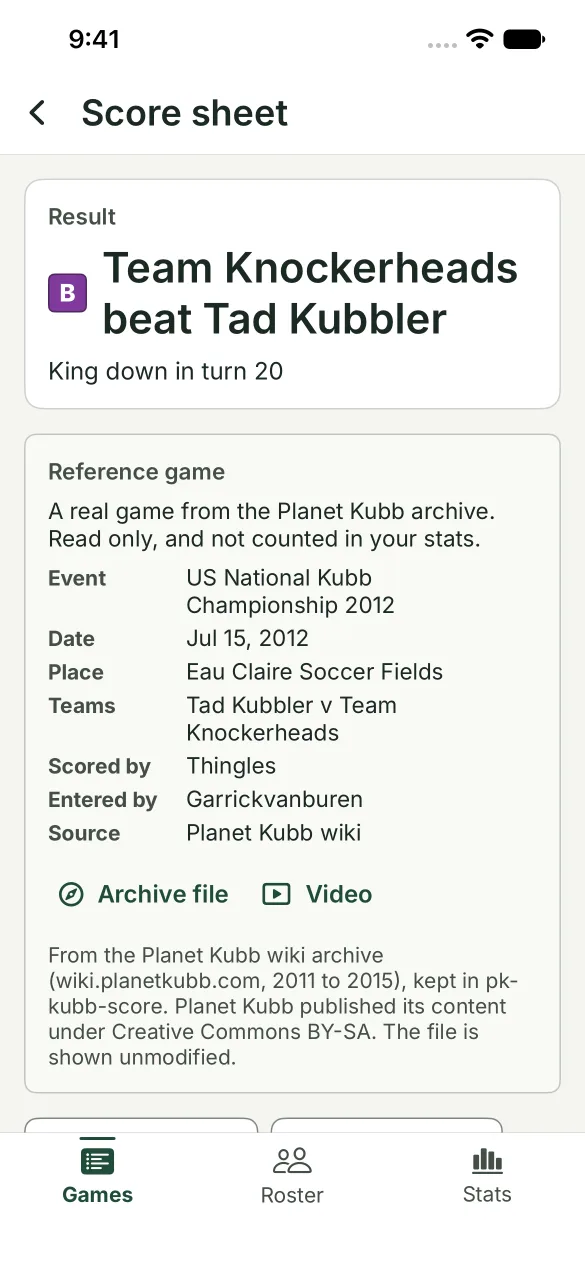 9:41
Score sheet
Result
B
Team Knockerheads
beat Tad Kubbler
King down in turn 20
Reference game
A real game from the Planet Kubb archive.
Read only, and not counted in your stats.
Event US National Kubb
Championship 2012
Date Jul 15, 2012
Place Eau Claire Soccer Fields
Teams Tad Kubbler v Team
Knockerheads
Scored by Thingles
Entered by Garrickvanburen
Source Planet Kubb wiki
Archive file Video
From the Planet Kubb wiki archive
(wiki.planetkubb.com, 2011 to 2015), kept in pk-
kubb-score. Planet Kubb published its content
under Creative Commons BY-SA. The file is
shown unmodified.
Games Roster Stats